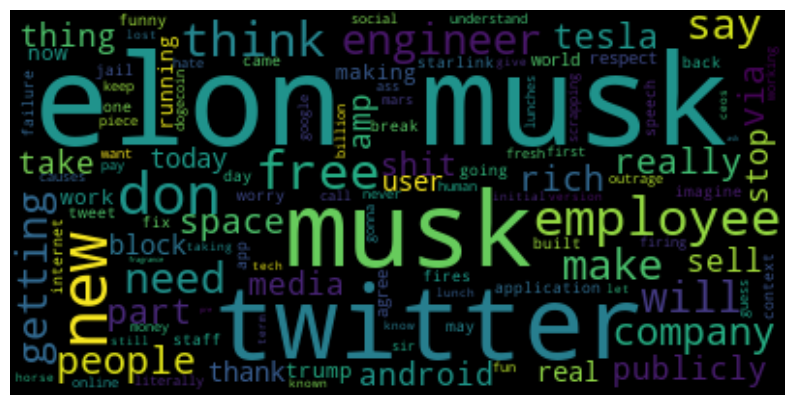 funny social understand say
thing think engineer tesla
now lost running came starlink world respect back
elon musk
jail hate making ass give via working
failure keep dogecoin google mars speech ceos
one piece billion amp break lunches scrapping
take want today free shit going fresh first really stop
pay day user human rich outrage
causes worry call never initial version imagine
don musk employee
getting work tweet fix space gonna built firing
internet new block taking app make sell
need tech media fires application let will context
fragrance lunch agree guess
part twitter company
money term know may
still staff sir
people thank trump android fun real publicly
horse online literally known